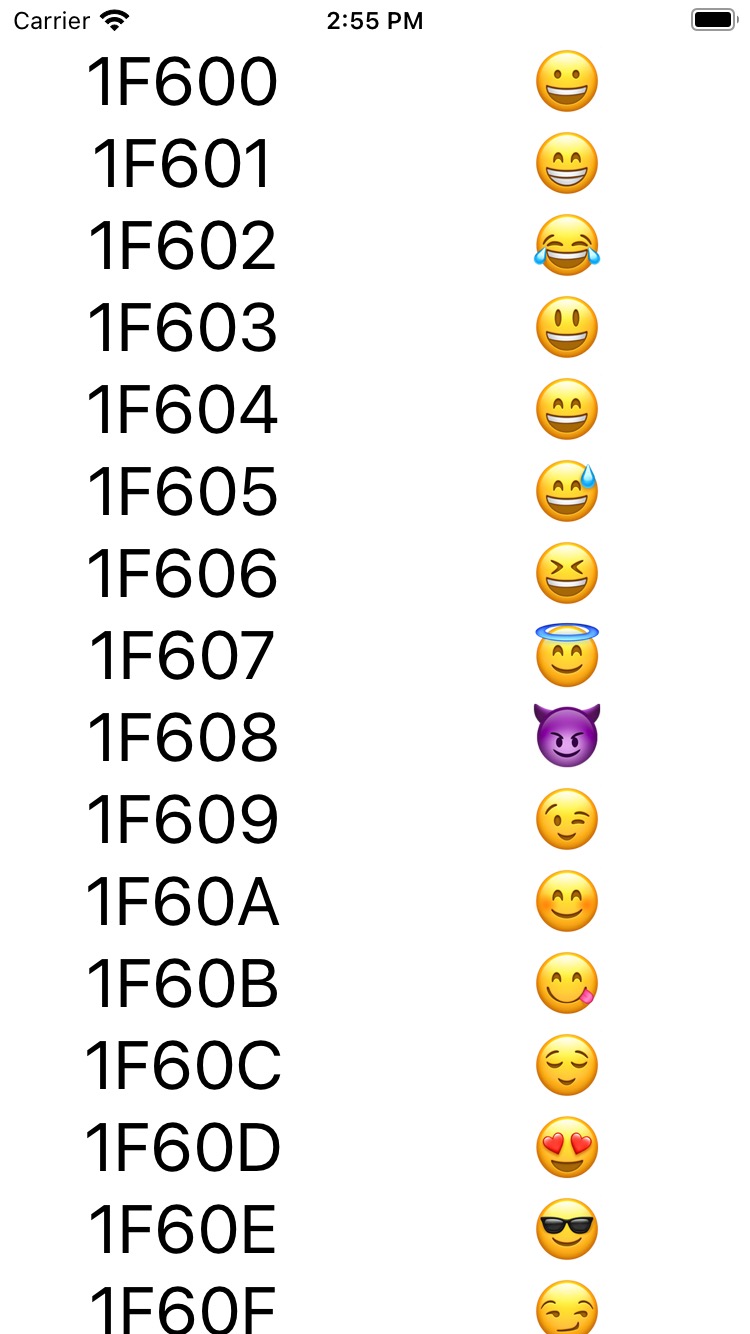 Carrier 2:55 PM
1F600 😀
1F601 😁
1F602 😂
1F603 😃
1F604 😄
1F605 😅
1F606 😆
1F607 😇
1F608 😈
1F609 😉
1F60A 😊
1F60B 😋
1F60C 😌
1F60D 😍
1F60E 😎
1F60F 😏